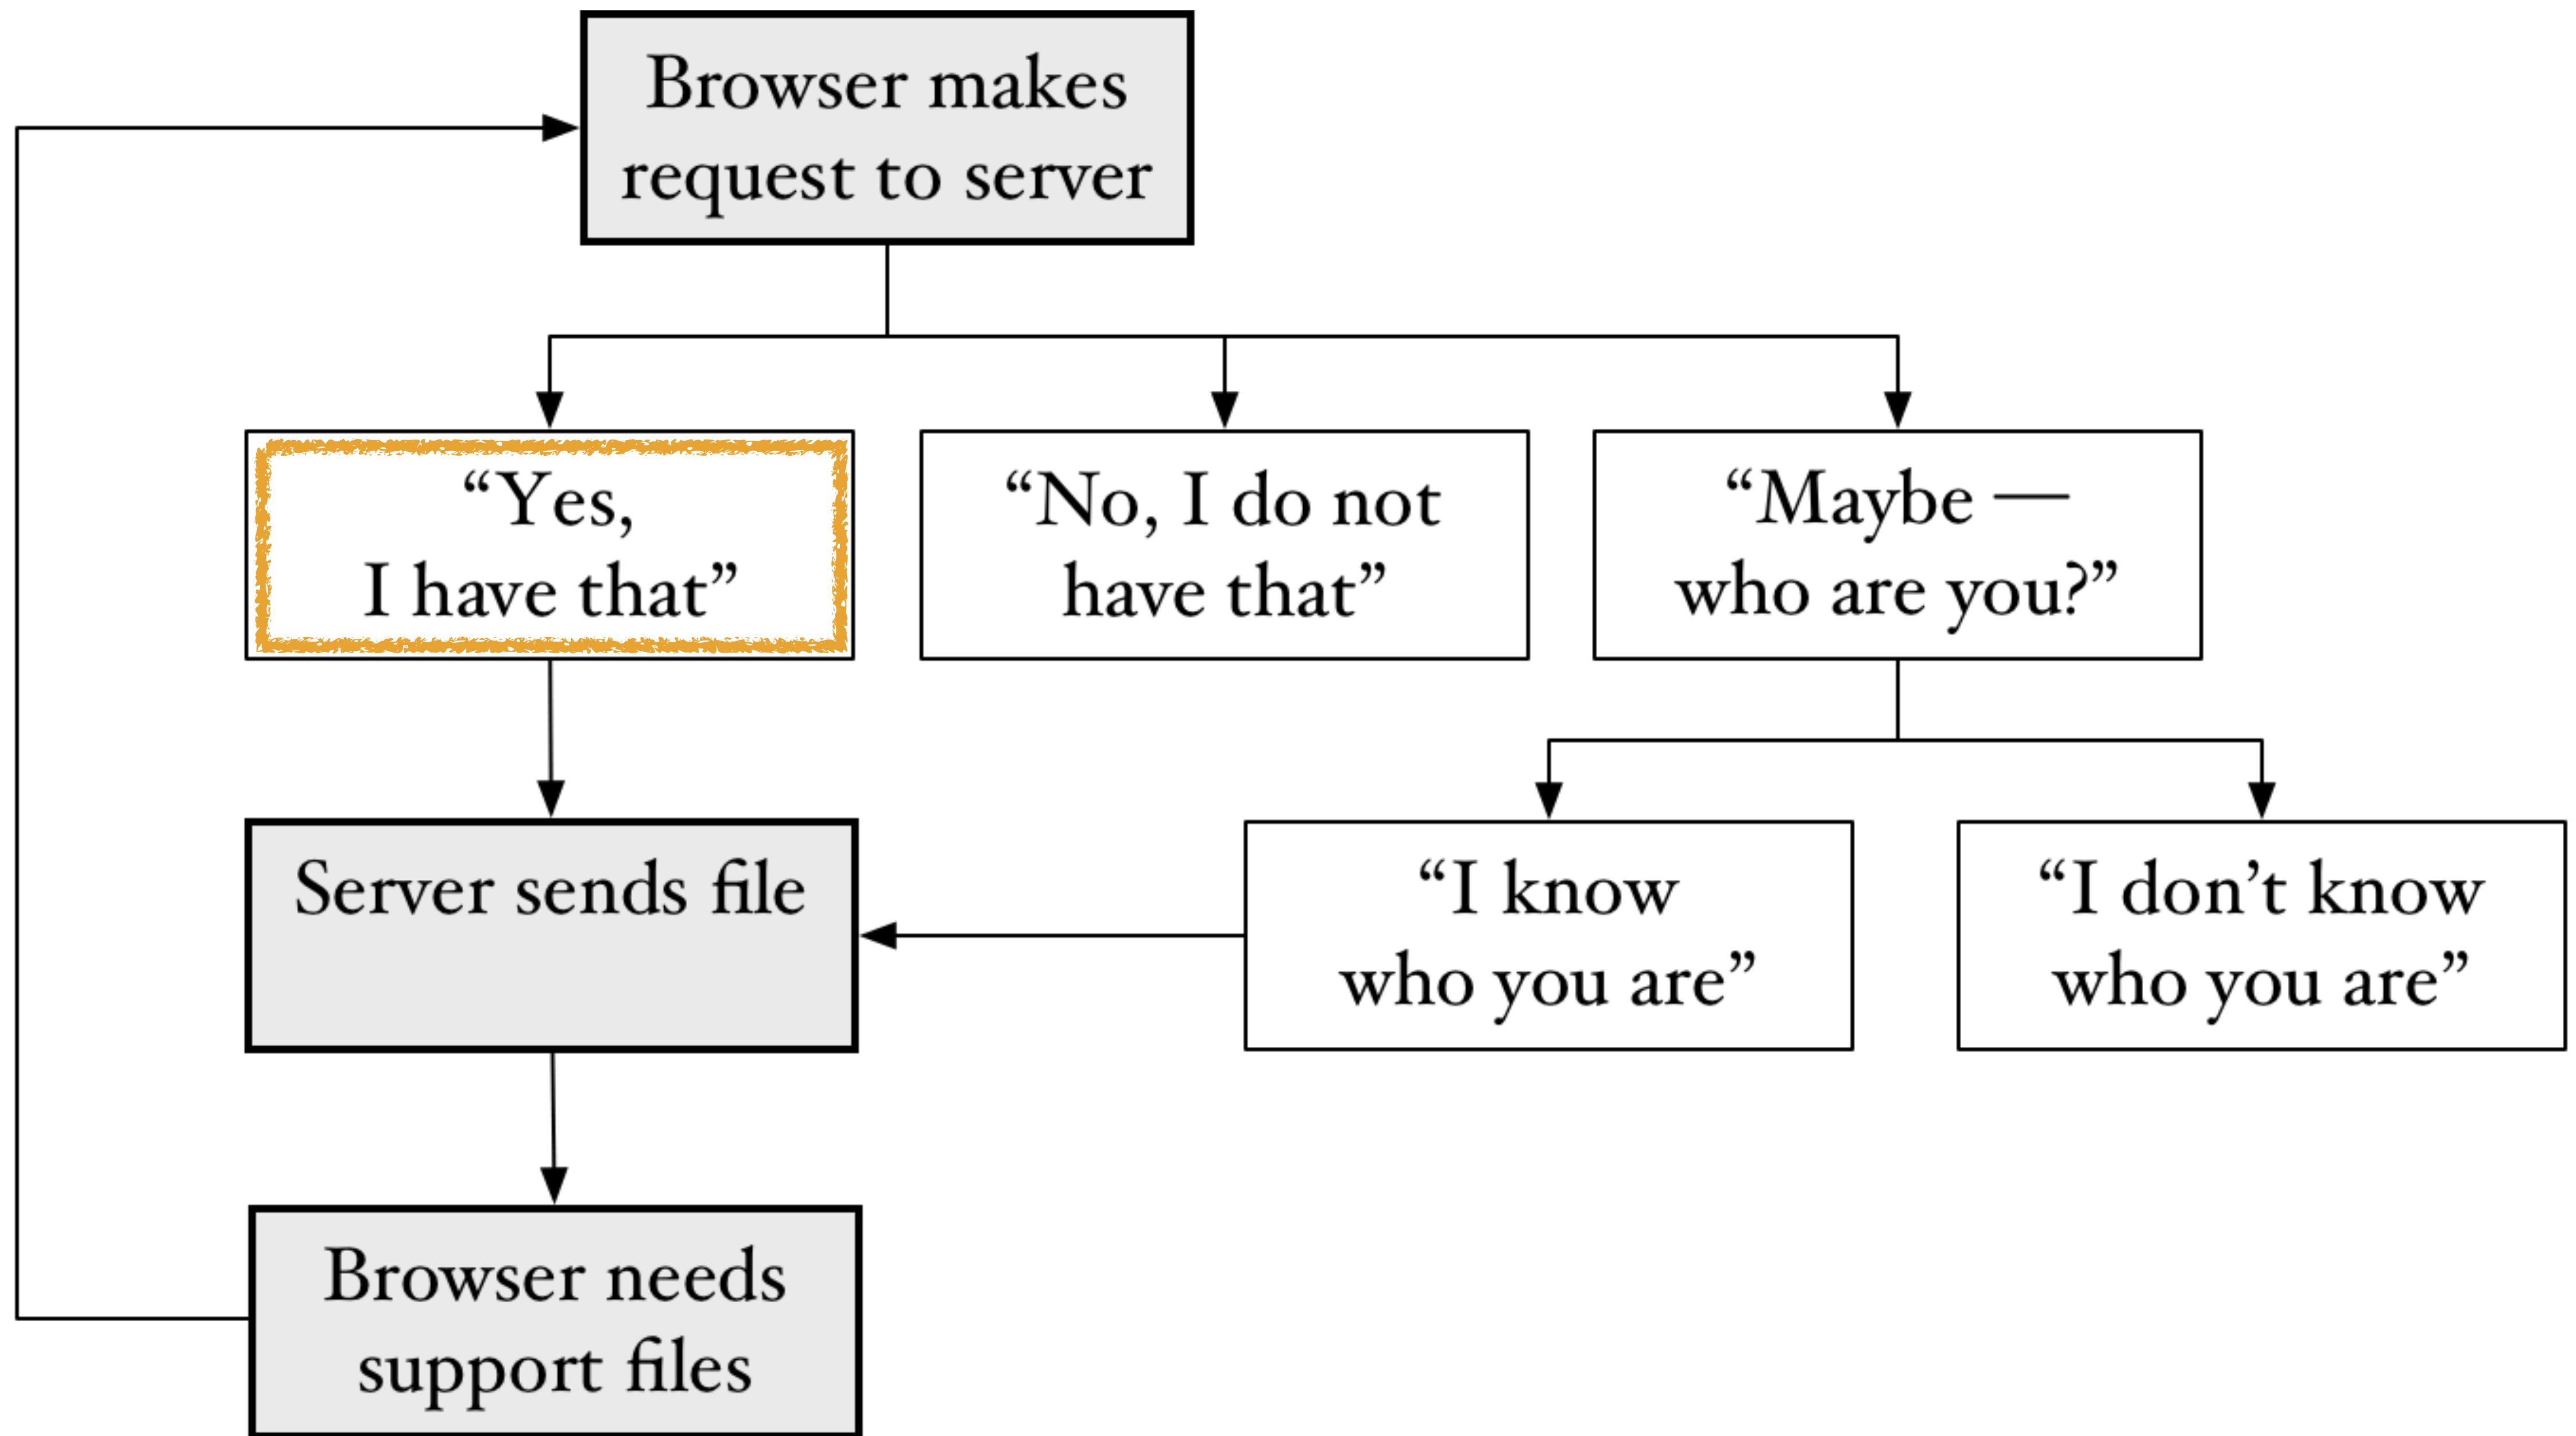 Browser makes
request to server
“Yes,
I have that”
“No, I do not
have that”
“Maybe —
who are you?”
Server sends file
“I know
who you are”
“I don’t know
who you are”
Browser needs
support files